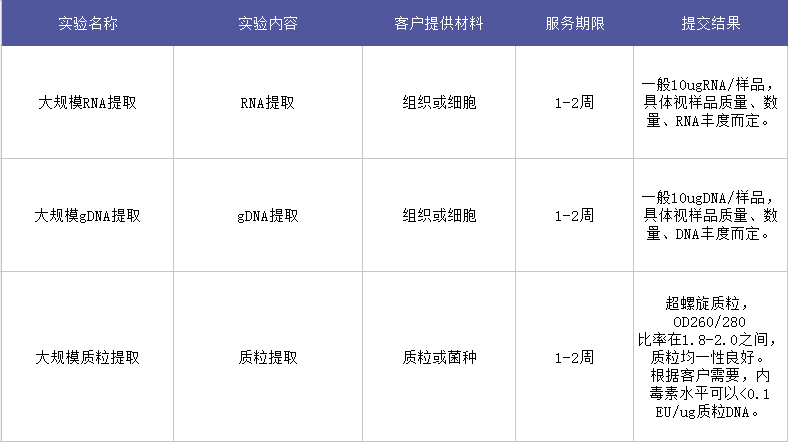 实验名称 实验内容 客户提供材料 服务期限 提交结果
大规模RNA提取 RNA提取 组织或细胞 1-2周
一般10ugRNA/样品,
具体视样品质量、数
量、RNA丰度而定。
大规模gDNA提取 gDNA提取 组织或细胞 1-2周
一般10ugDNA/样品,
具体视样品质量、数
量、DNA丰度而定。
大规模质粒提取 质粒提取 质粒或菌种 1-2周
超螺旋质粒,
OD260/280
比率在1.8-2.0之间,
质粒均一性良好。
根据客户需要,内
毒素水平可以<0.1
EU/ug质粒DNA。